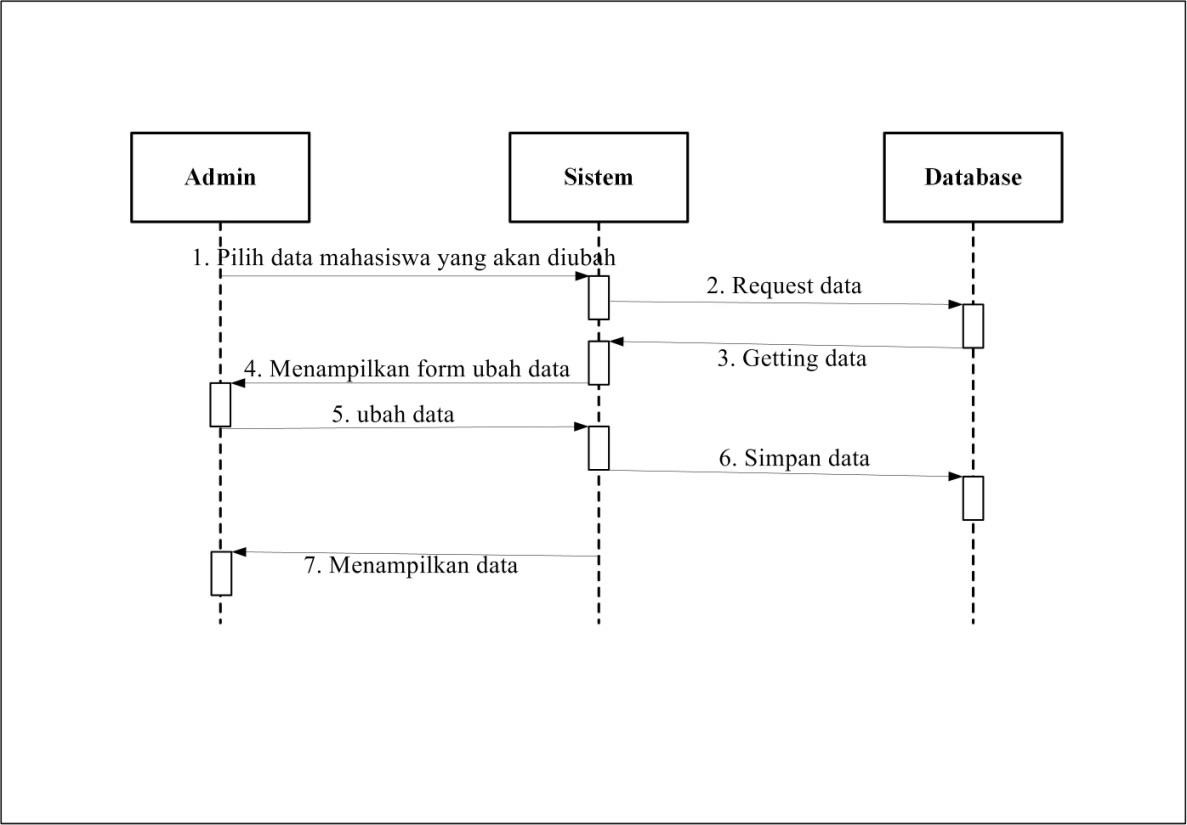 Admin
Sistem
Database
1. Pilih data mahasiswa yang akan diubah
2. Request data
3. Getting data
4. Menampilkan form ubah data
5. ubah data
6. Simpan data
7. Menampilkan data